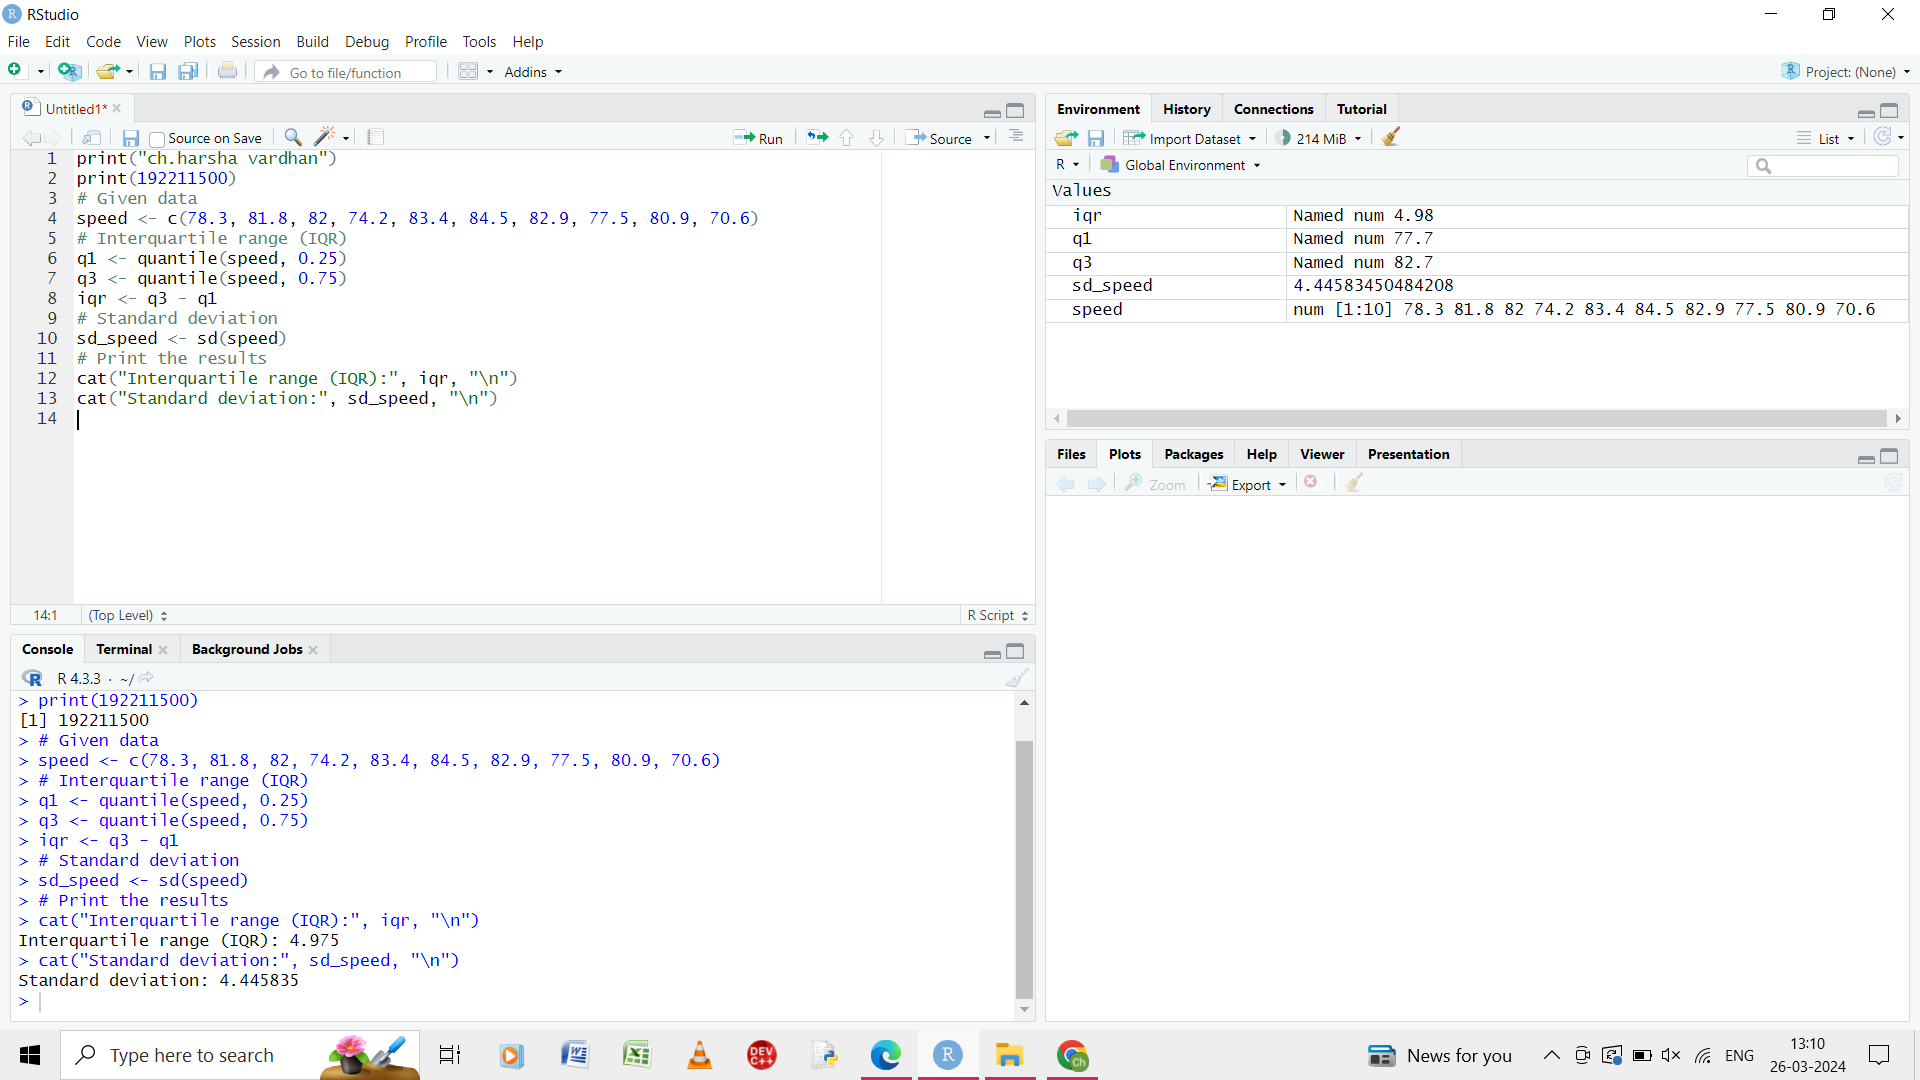 RStudio
File Edit Code View Plots Session Build Debug Profile Tools Help
Go to file/function Addins Project: (None)
Untitled1*
Source on Save Run Source
1 print("ch.harsha vardhan")
2 print(192211500)
3 # Given data
4 speed <- c(78.3, 81.8, 82, 74.2, 83.4, 84.5, 82.9, 77.5, 80.9, 70.6)
5 # Interquartile range (IQR)
6 q1 <- quantile(speed, 0.25)
7 q3 <- quantile(speed, 0.75)
8 iqr <- q3 - q1
9 # Standard deviation
10 sd_speed <- sd(speed)
11 # Print the results
12 cat("Interquartile range (IQR):", iqr, "\n")
13 cat("Standard deviation:", sd_speed, "\n")
14
14:1 (Top Level) R Script
Console Terminal Background Jobs
R 4.3.3 · ~/
> print(192211500)
[1] 192211500
> # Given data
> speed <- c(78.3, 81.8, 82, 74.2, 83.4, 84.5, 82.9, 77.5, 80.9, 70.6)
> # Interquartile range (IQR)
> q1 <- quantile(speed, 0.25)
> q3 <- quantile(speed, 0.75)
> iqr <- q3 - q1
> # Standard deviation
> sd_speed <- sd(speed)
> # Print the results
> cat("Interquartile range (IQR):", iqr, "\n")
Interquartile range (IQR): 4.975
> cat("Standard deviation:", sd_speed, "\n")
Standard deviation: 4.445835
>
Environment History Connections Tutorial
Import Dataset 214 MiB List
R Global Environment
Values
iqr Named num 4.98
q1 Named num 77.7
q3 Named num 82.7
sd_speed 4.44583450484208
speed num [1:10] 78.3 81.8 82 74.2 83.4 84.5 82.9 77.5 80.9 70.6
Files Plots Packages Help Viewer Presentation
Zoom Export
Type here to search DEV C++ R Ch News for you ENG 13:10
26-03-2024